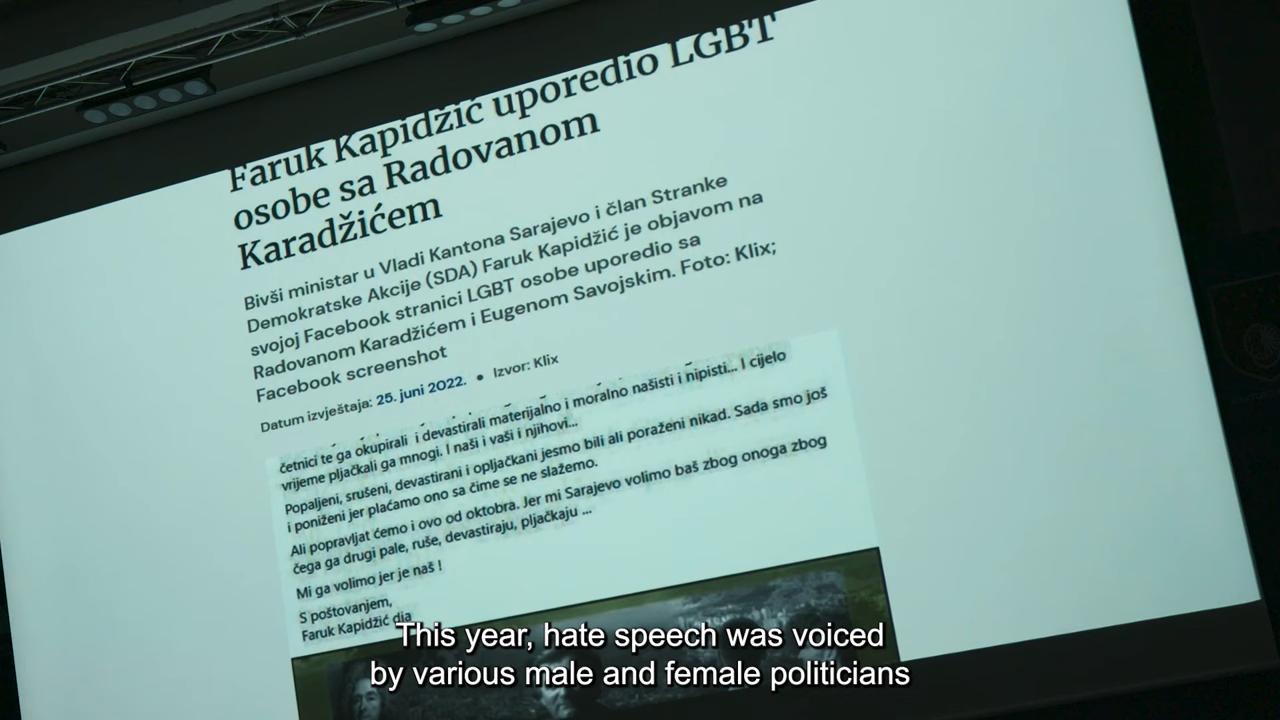 Faruk Kapidžić uporedio LGBT
osobe sa Radovanom
Karadžićem
Bivši ministar u Vladi Kantona Sarajevo i član Stranke
Demokratske Akcije (SDA) Faruk Kapidžić je objavom na
svojoj Facebook stranici LGBT osobe uporedio sa
Radovanom Karadžićem i Eugenom Savojskim. Foto: Klix;
Facebook screenshot
Datum izvještaja: 25. juni 2022. • Izvor: Klix
četnici te ga okupirali i devastirali materijalno i moralno našisti i nipisti... I cijelo
vrijeme pljačkali ga mnogi. I naši i vaši i njihovi...
Popaljeni, srušeni, devastirani i opljačkani jesmo bili ali poraženi nikad. Sada smo još
i poniženi jer plaćamo ono sa čime se ne slažemo.
Ali popravljat ćemo i ovo od oktobra. Jer mi Sarajevo volimo baš zbog onoga zbog
čega ga drugi pale, ruše, devastiraju, pljačkaju ...
Mi ga volimo jer je naš !
S poštovanjem,
Faruk Kapidžić dia
This year, hate speech was voiced
by various male and female politicians